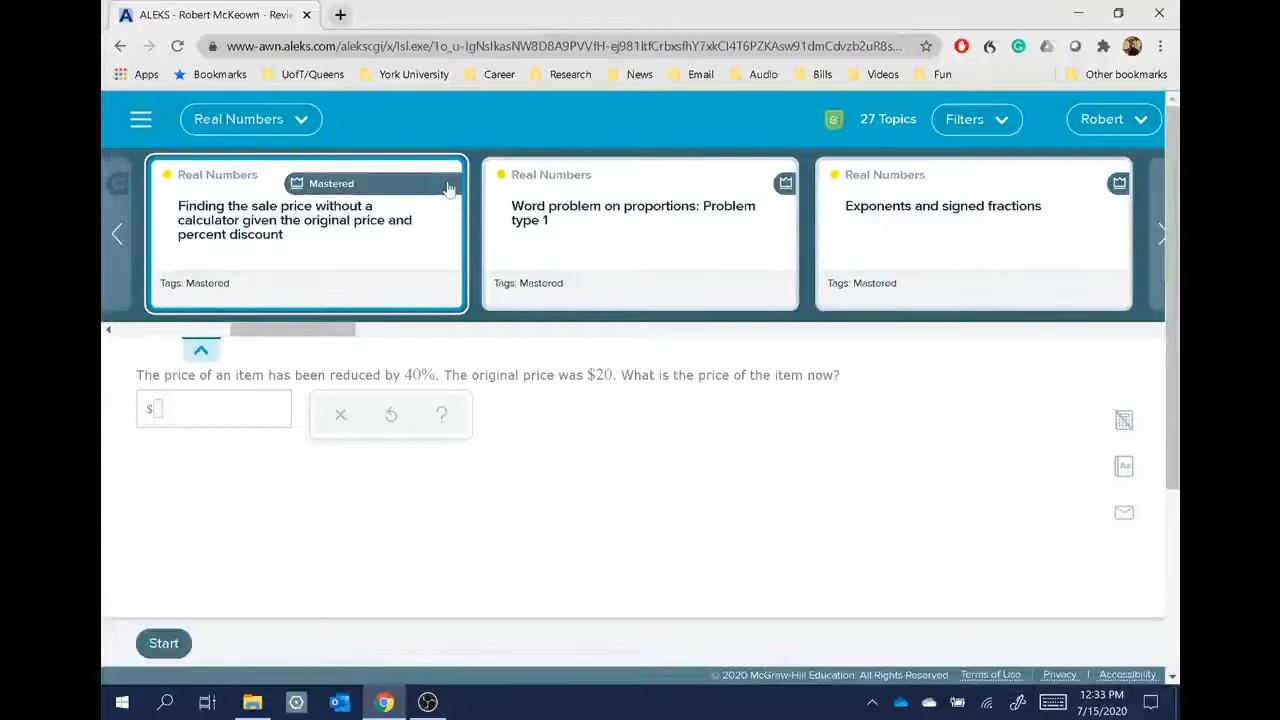 ALEKS - Robert McKeown - Revie
www-awn.aleks.com/alekscgi/x/Isl.exe/
Apps Bookmarks UofT/Queens York University Career Research News Email Audio Bills Videos Fun Other bookmarks
Real Numbers 27 Topics Filters Robert
Real Numbers
Mastered
Finding the sale price without a
calculator given the original price and
percent discount
Tags: Mastered
Real Numbers
Word problem on proportions: Problem
type 1
Tags: Mastered
Real Numbers
Exponents and signed fractions
Tags: Mastered
The price of an item has been reduced by 40%. The original price was $20. What is the price of the item now?
$
?
Start
© 2020 McGraw-Hill Education. All Rights Reserved Terms of Use | Privacy | Accessibility
12:33 PM
7/15/2020